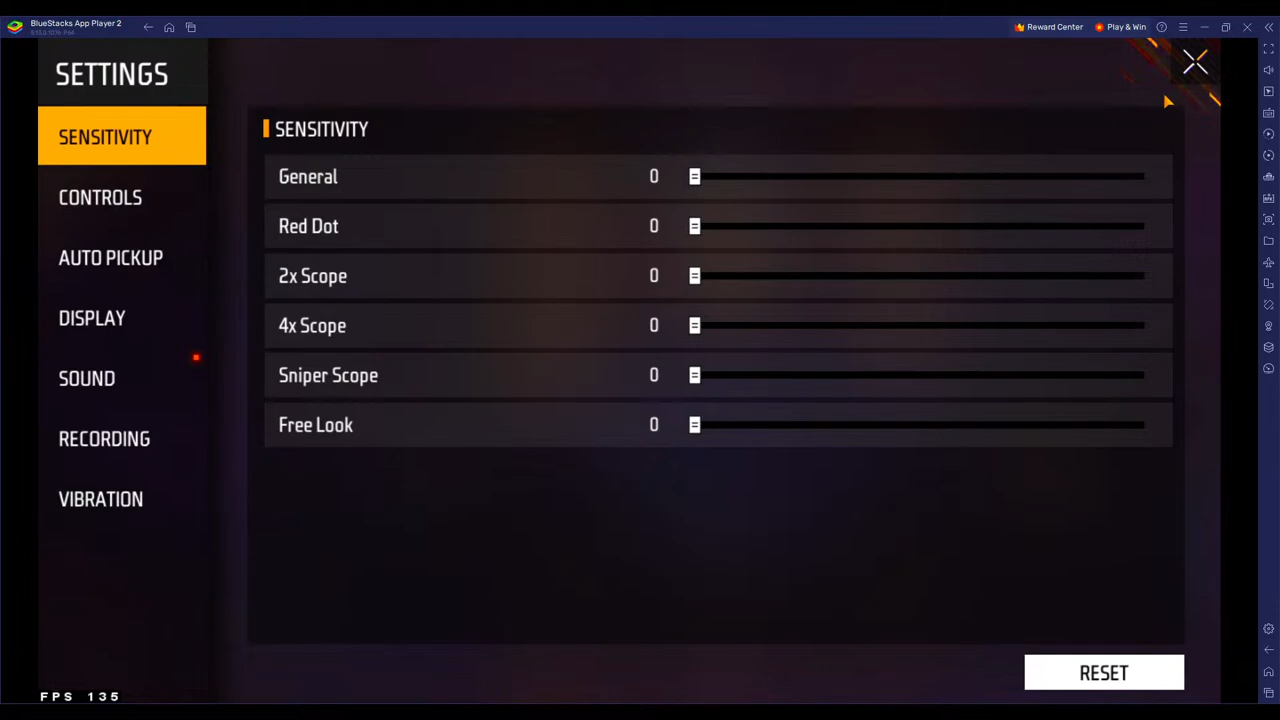 BlueStacks App Player 2
Reward Center
Play & Win
SETTINGS
SENSITIVITY
CONTROLS
AUTO PICKUP
DISPLAY
SOUND
RECORDING
VIBRATION
SENSITIVITY
General 0
Red Dot 0
2x Scope 0
4x Scope 0
Sniper Scope 0
Free Look 0
RESET
FPS 135